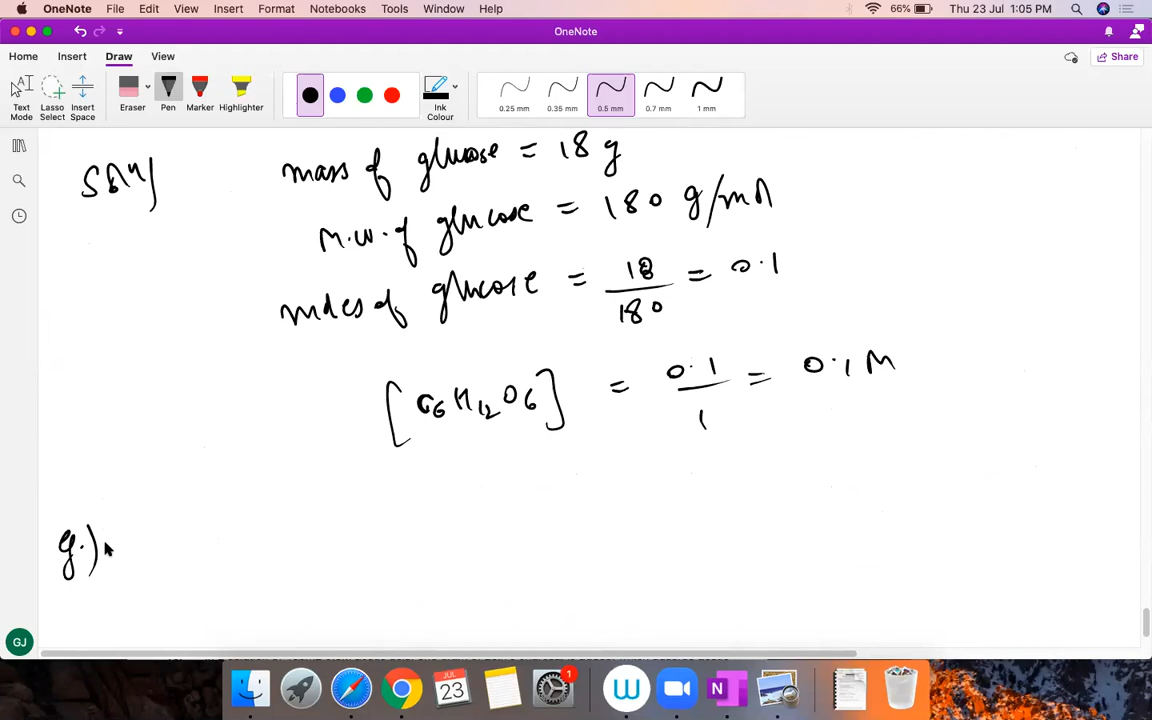 OneNote File Edit View Insert Format Notebooks Tools Window Help 66% Thu 23 Jul 1:05 PM
OneNote
Home Insert Draw View Share
Text Mode Lasso Select Insert Space Eraser Pen Marker Highlighter Ink Colour 0.25 mm 0.35 mm 0.5 mm 0.7 mm 1 mm
Soln) mass of glucose = 18 g
M.W. of glucose = 180 g/mol
moles of glucose = 18/180 = 0.1
[C6H12O6] = 0.1/1 = 0.1 M
g.)
GJ
JUL
23
1
W
N